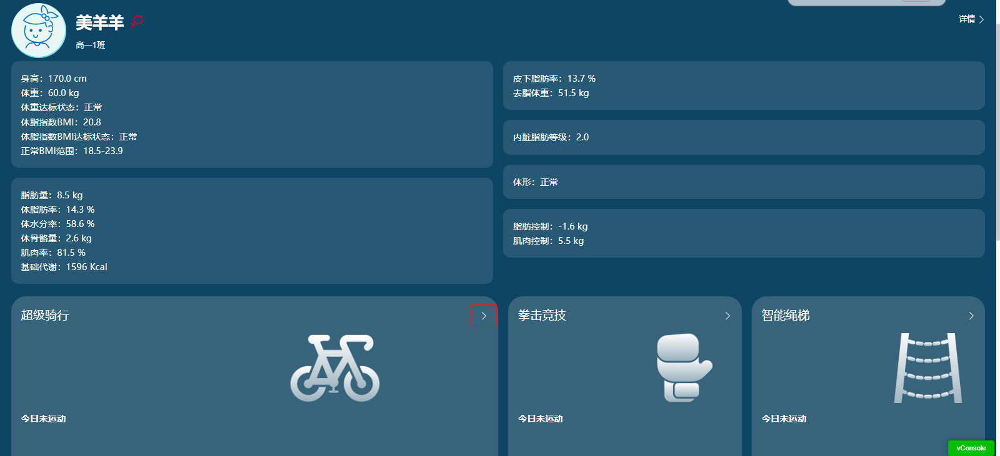 美羊羊
高一1班
详情
身高：170.0 cm
体重：60.0 kg
体重达标状态：正常
体脂指数BMI：20.8
体脂指数BMI达标状态：正常
正常BMI范围：18.5-23.9
脂肪量：8.5 kg
体脂肪率：14.3 %
体水分率：58.6 %
体骨骼量：2.6 kg
肌肉率：81.5 %
基础代谢：1596 Kcal
皮下脂肪率：13.7 %
去脂体重：51.5 kg
内脏脂肪等级：2.0
体形：正常
脂肪控制：-1.6 kg
肌肉控制：5.5 kg
超级骑行
今日未运动
拳击竞技
今日未运动
智能绳梯
今日未运动
vConsole